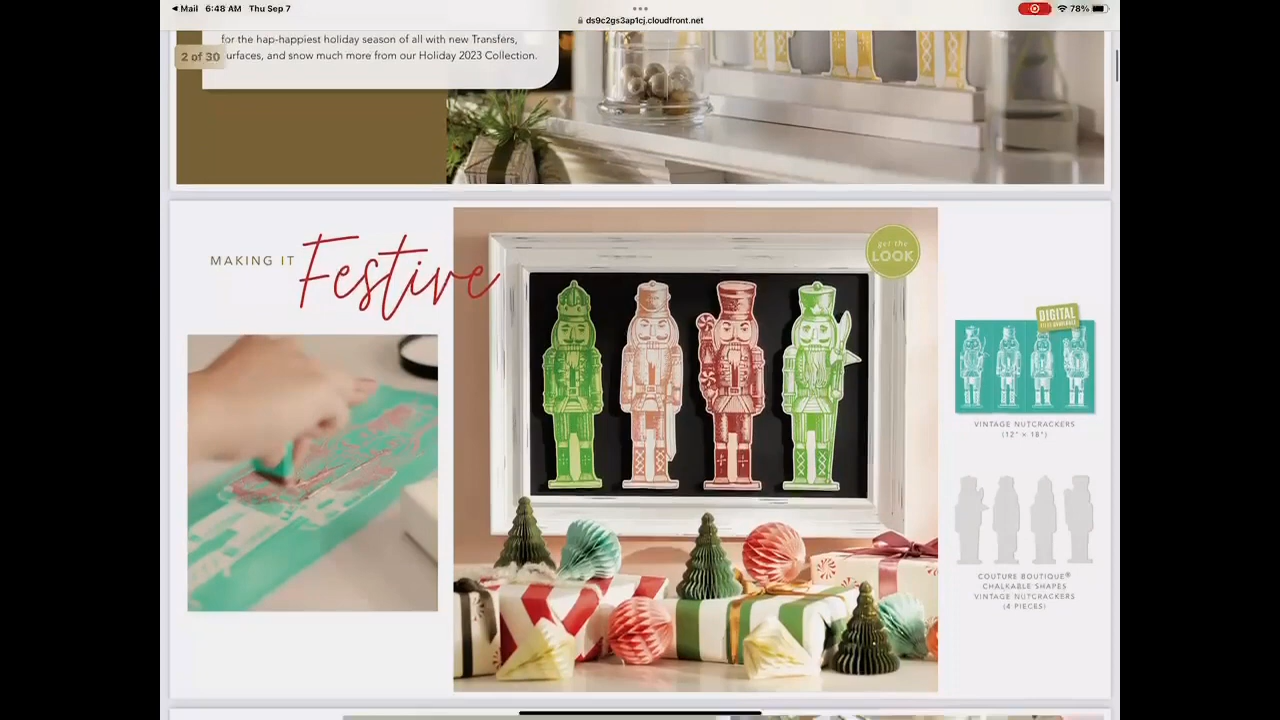 Mail 6:48 AM Thu Sep 7
78%
ds9c2gs3ap1cj.cloudfront.net
for the hap-happiest holiday season of all with new Transfers,
2 of 30
urfaces, and snow much more from our Holiday 2023 Collection.
MAKING IT Festive
get the
LOOK
DIGITAL
VINTAGE NUTCRACKERS
(12" × 18")
COUTURE BOUTIQUE®
CHALKABLE SHAPES
VINTAGE NUTCRACKERS
(4 PIECES)